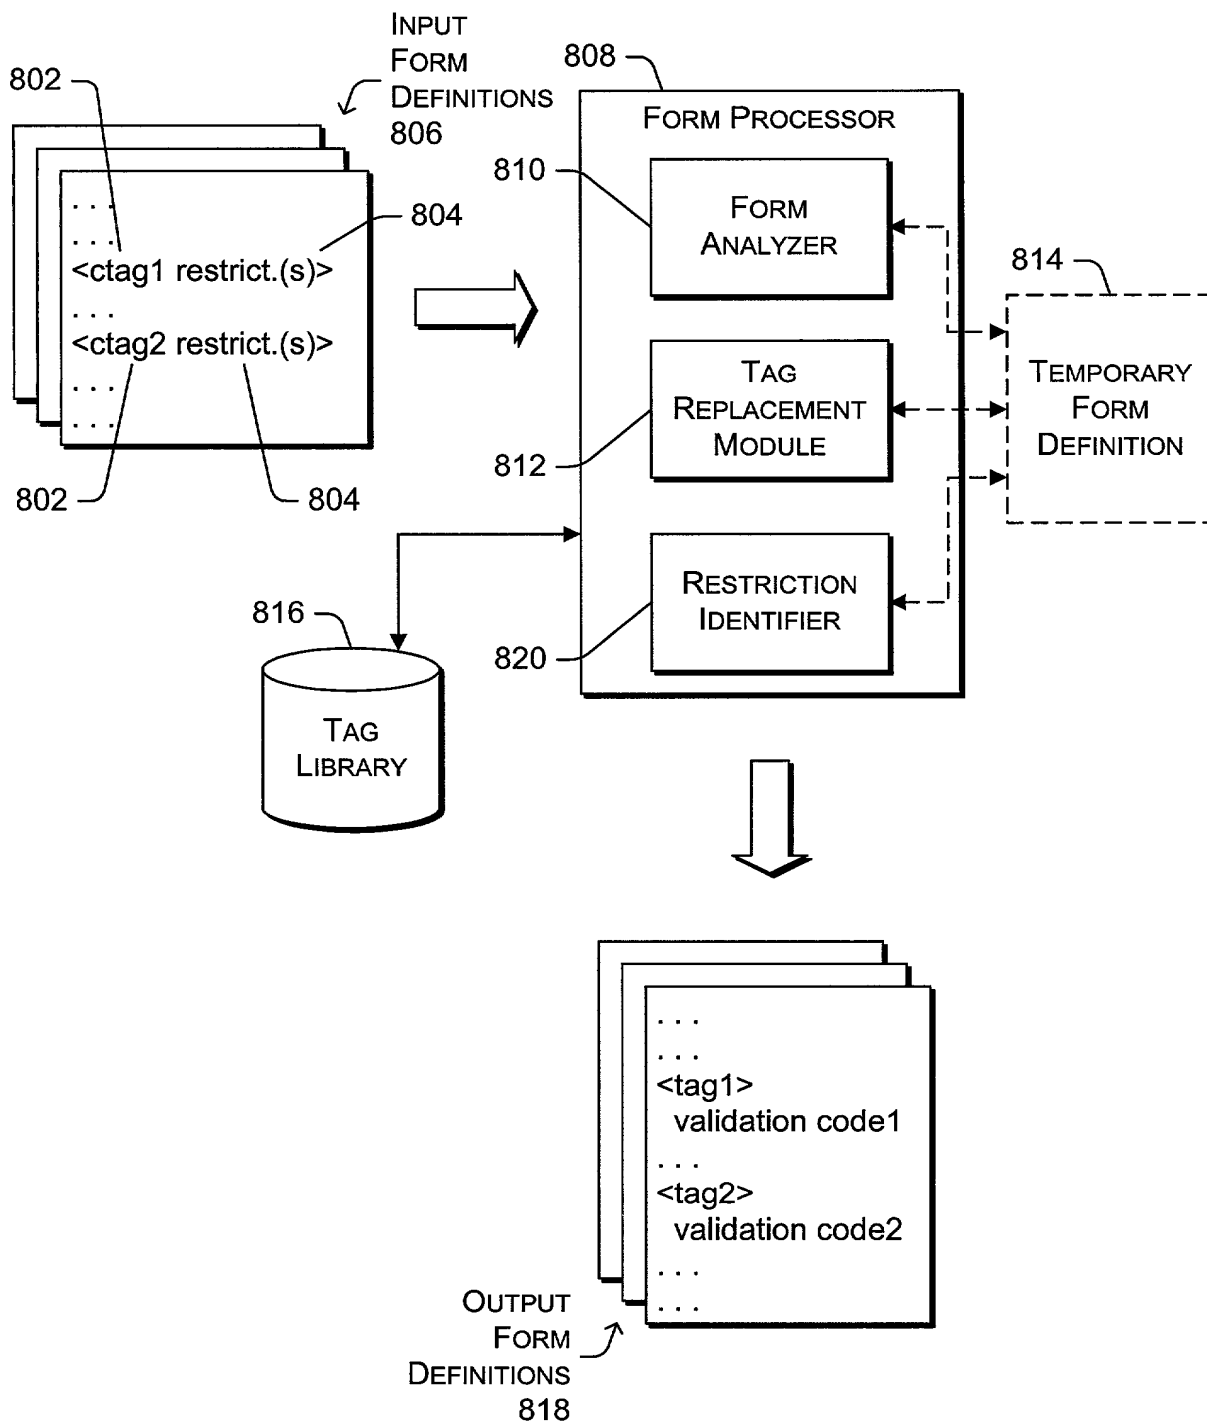 INPUT
FORM
DEFINITIONS
806
802
804
. . .
. . .
<ctag1 restrict.(s)>
. . .
<ctag2 restrict.(s)>
. . .
. . .
802
804
808
FORM PROCESSOR
810
FORM
ANALYZER
812
TAG
REPLACEMENT
MODULE
820
RESTRICTION
IDENTIFIER
814
TEMPORARY
FORM
DEFINITION
816
TAG
LIBRARY
. . .
. . .
<tag1>
validation code1
. . .
<tag2>
validation code2
. . .
. . .
OUTPUT
FORM
DEFINITIONS
818